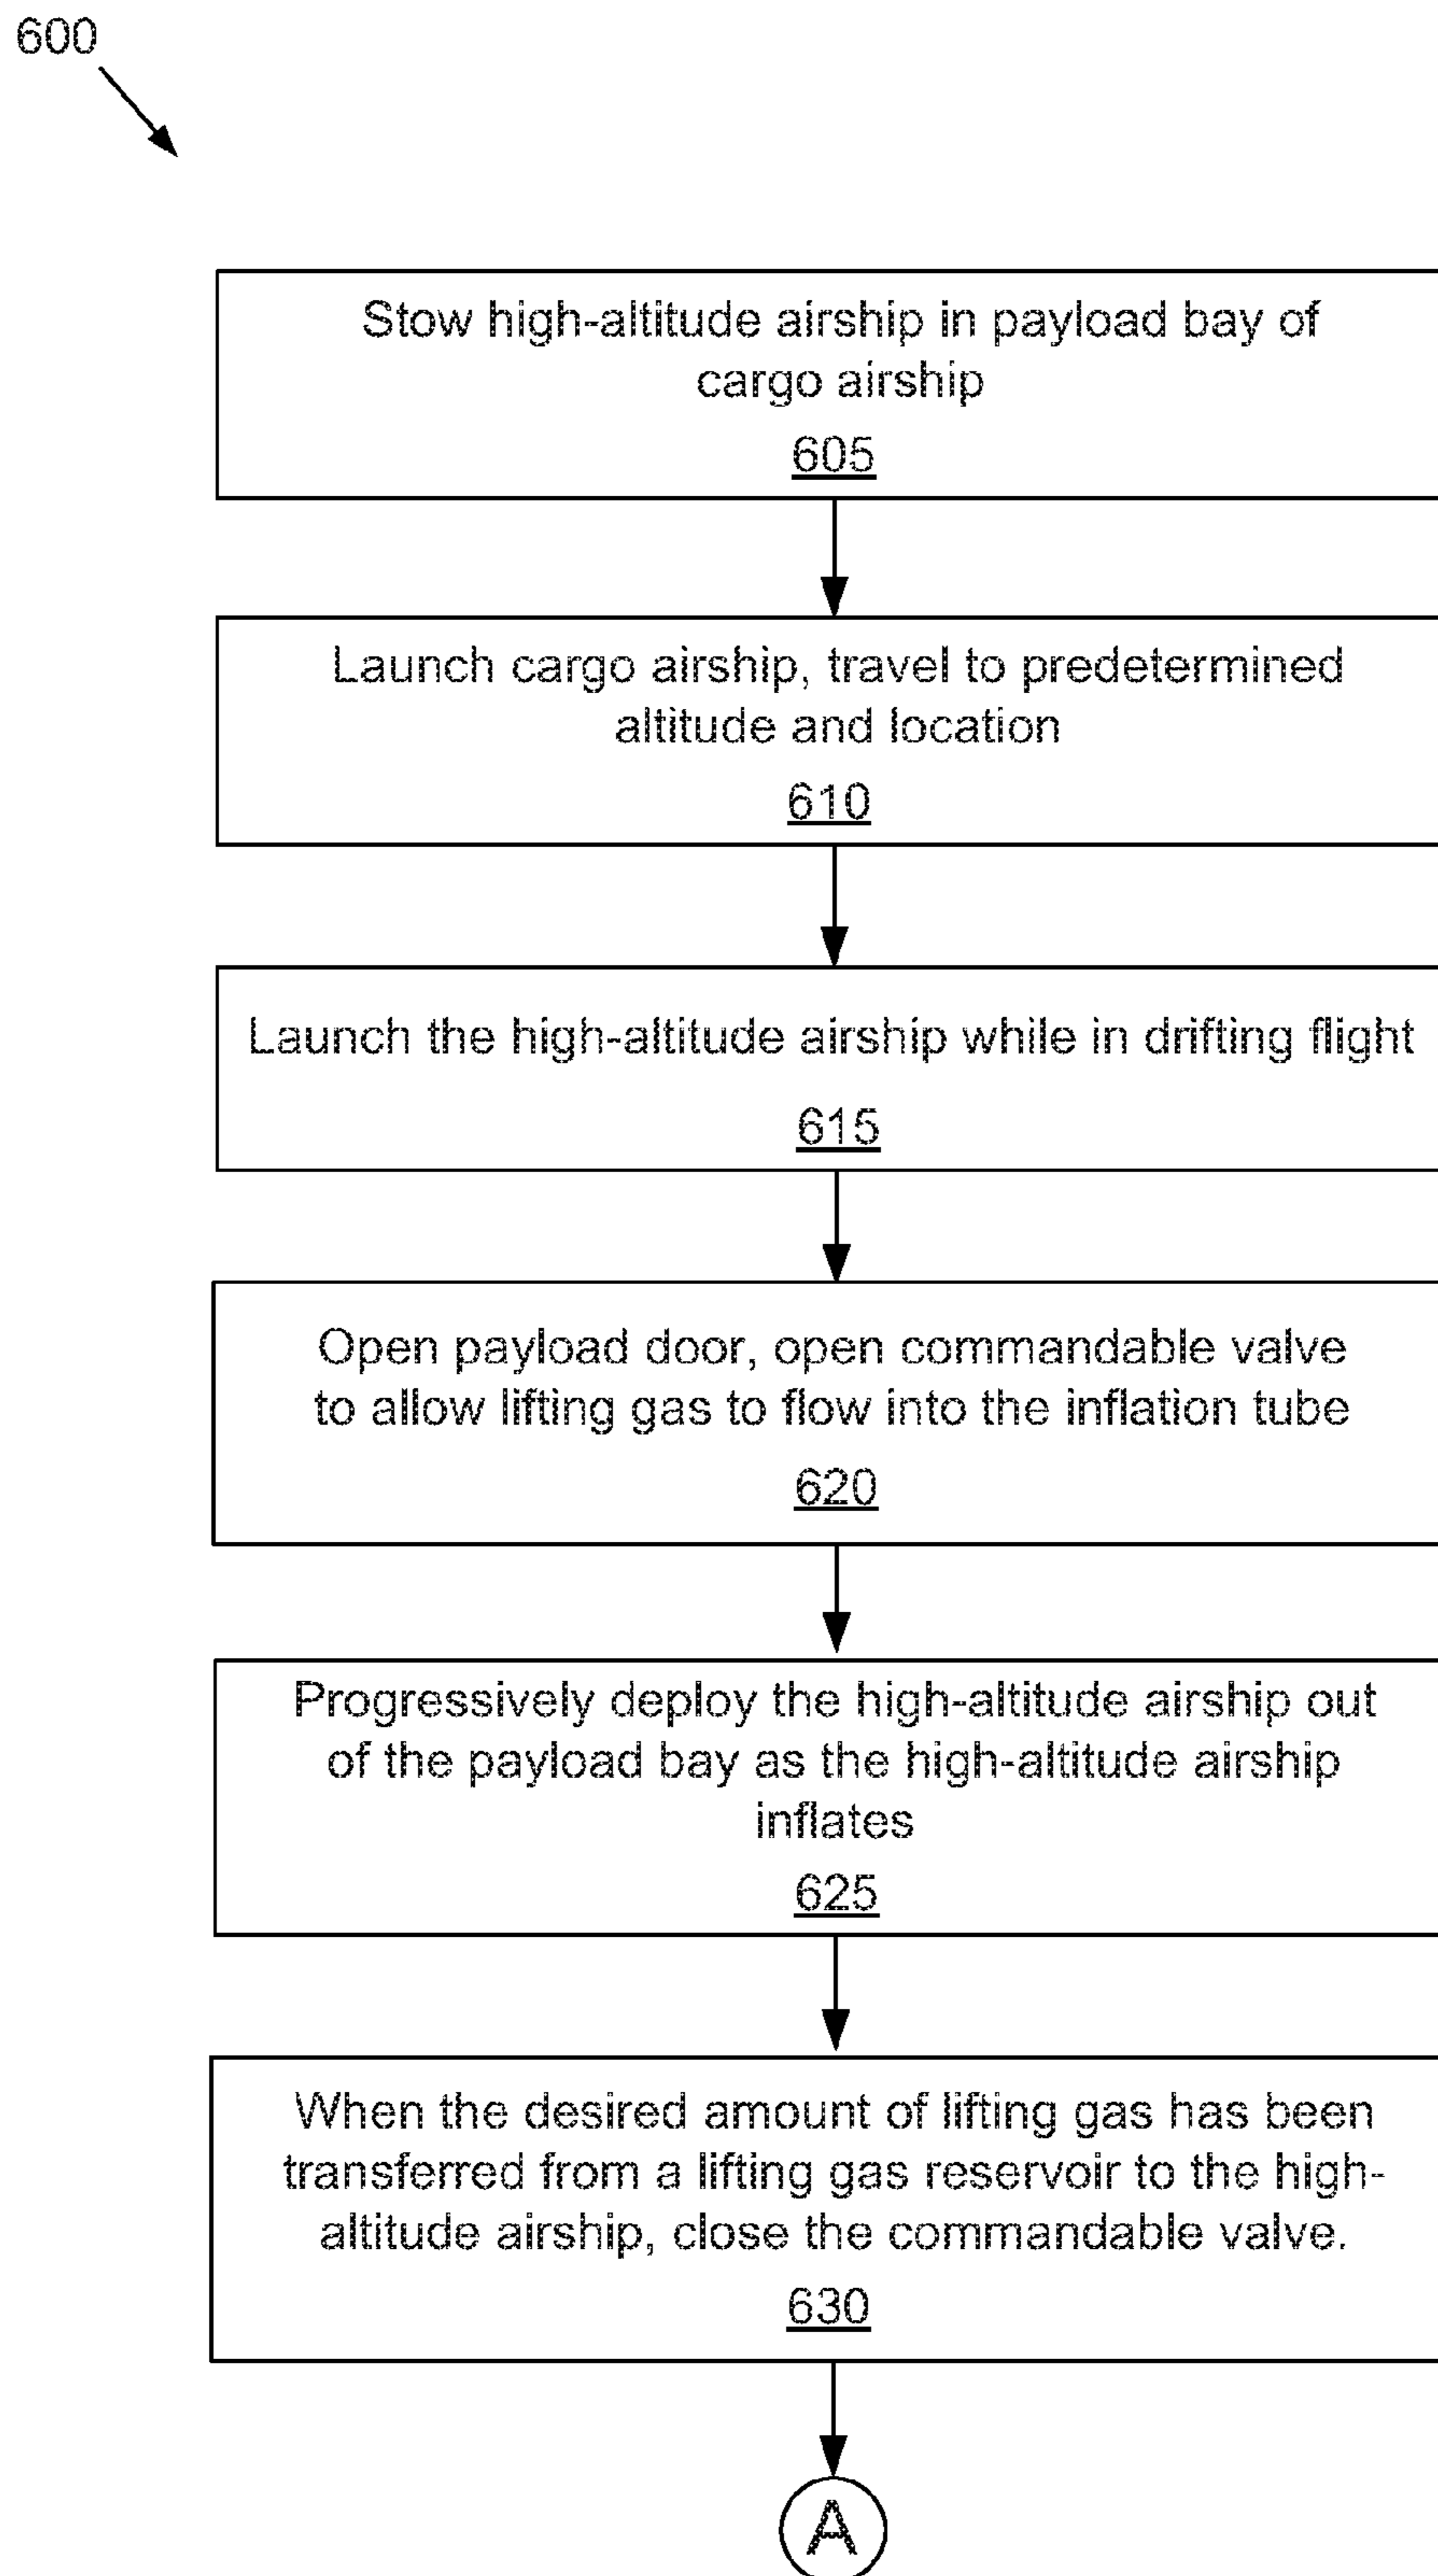 600
Stow high-altitude airship in payload bay of
cargo airship
605
Launch cargo airship, travel to predetermined
altitude and location
610
Launch the high-altitude airship while in drifting flight
615
Open payload door, open commandable valve
to allow lifting gas to flow into the inflation tube
620
Progressively deploy the high-altitude airship out
of the payload bay as the high-altitude airship
inflates
625
When the desired amount of lifting gas has been
transferred from a lifting gas reservoir to the high-
altitude airship, close the commandable valve.
630
A